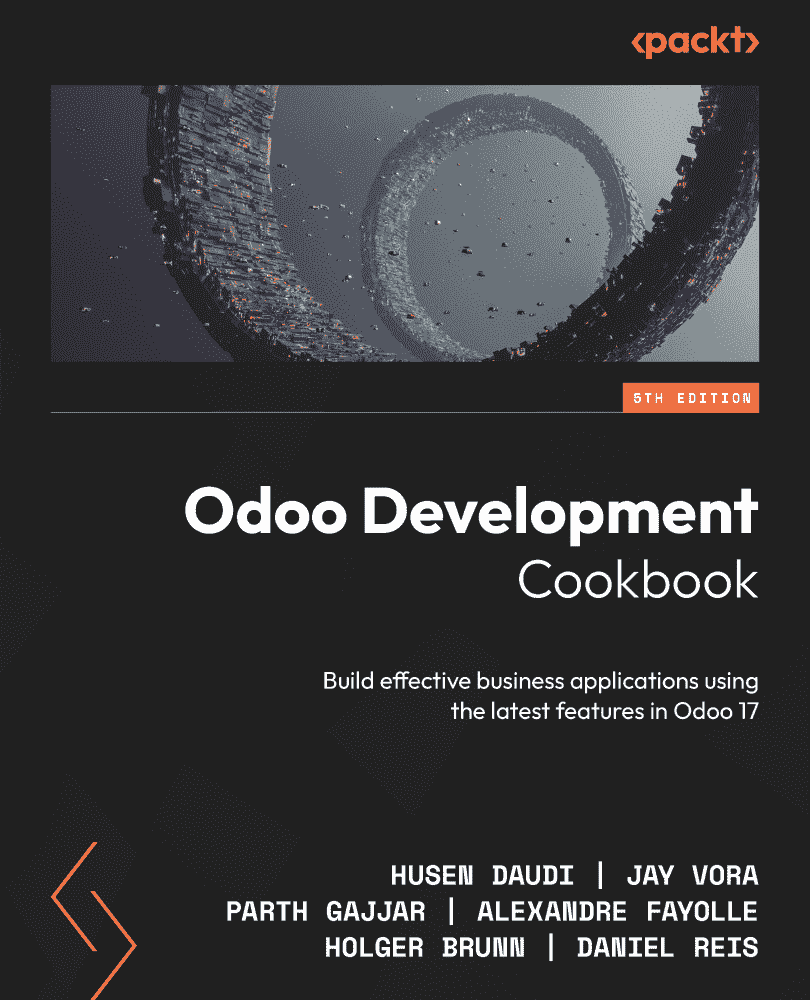 <packt>
5TH EDITION
Odoo Development
Cookbook
Build effective business applications using
the latest features in Odoo 17
HUSEN DAUDI | JAY VORA
PARTH GAJJAR | ALEXANDRE FAYOLLE
HOLGER BRUNN | DANIEL REIS